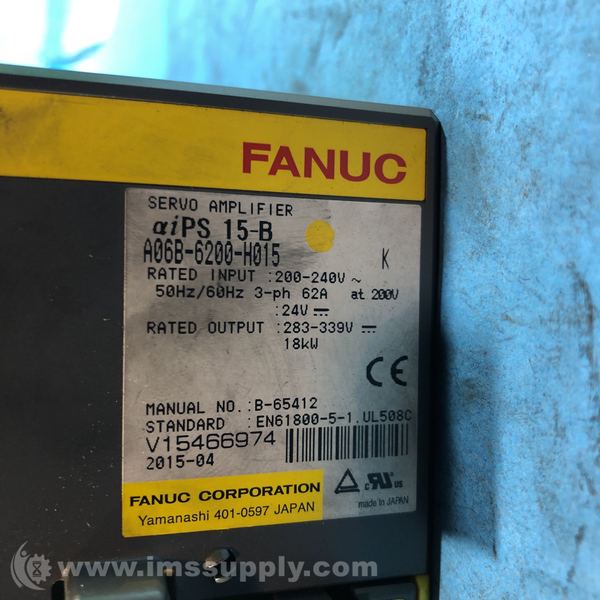 FANUC
SERVO AMPLIFIER
αiPS 15-B
A06B-6200-H015 K
RATED INPUT :200-240V ~
50Hz/60Hz 3-ph 62A at 200V
:24V ⎓
RATED OUTPUT :283-339V ⎓
18kW
CE
MANUAL NO. :B-65412
STANDARD :EN61800-5-1.UL508C
V15466974
2015-04
FANUC CORPORATION
Yamanashi 401-0597 JAPAN
c US
made in JAPAN
www.imssupply.com